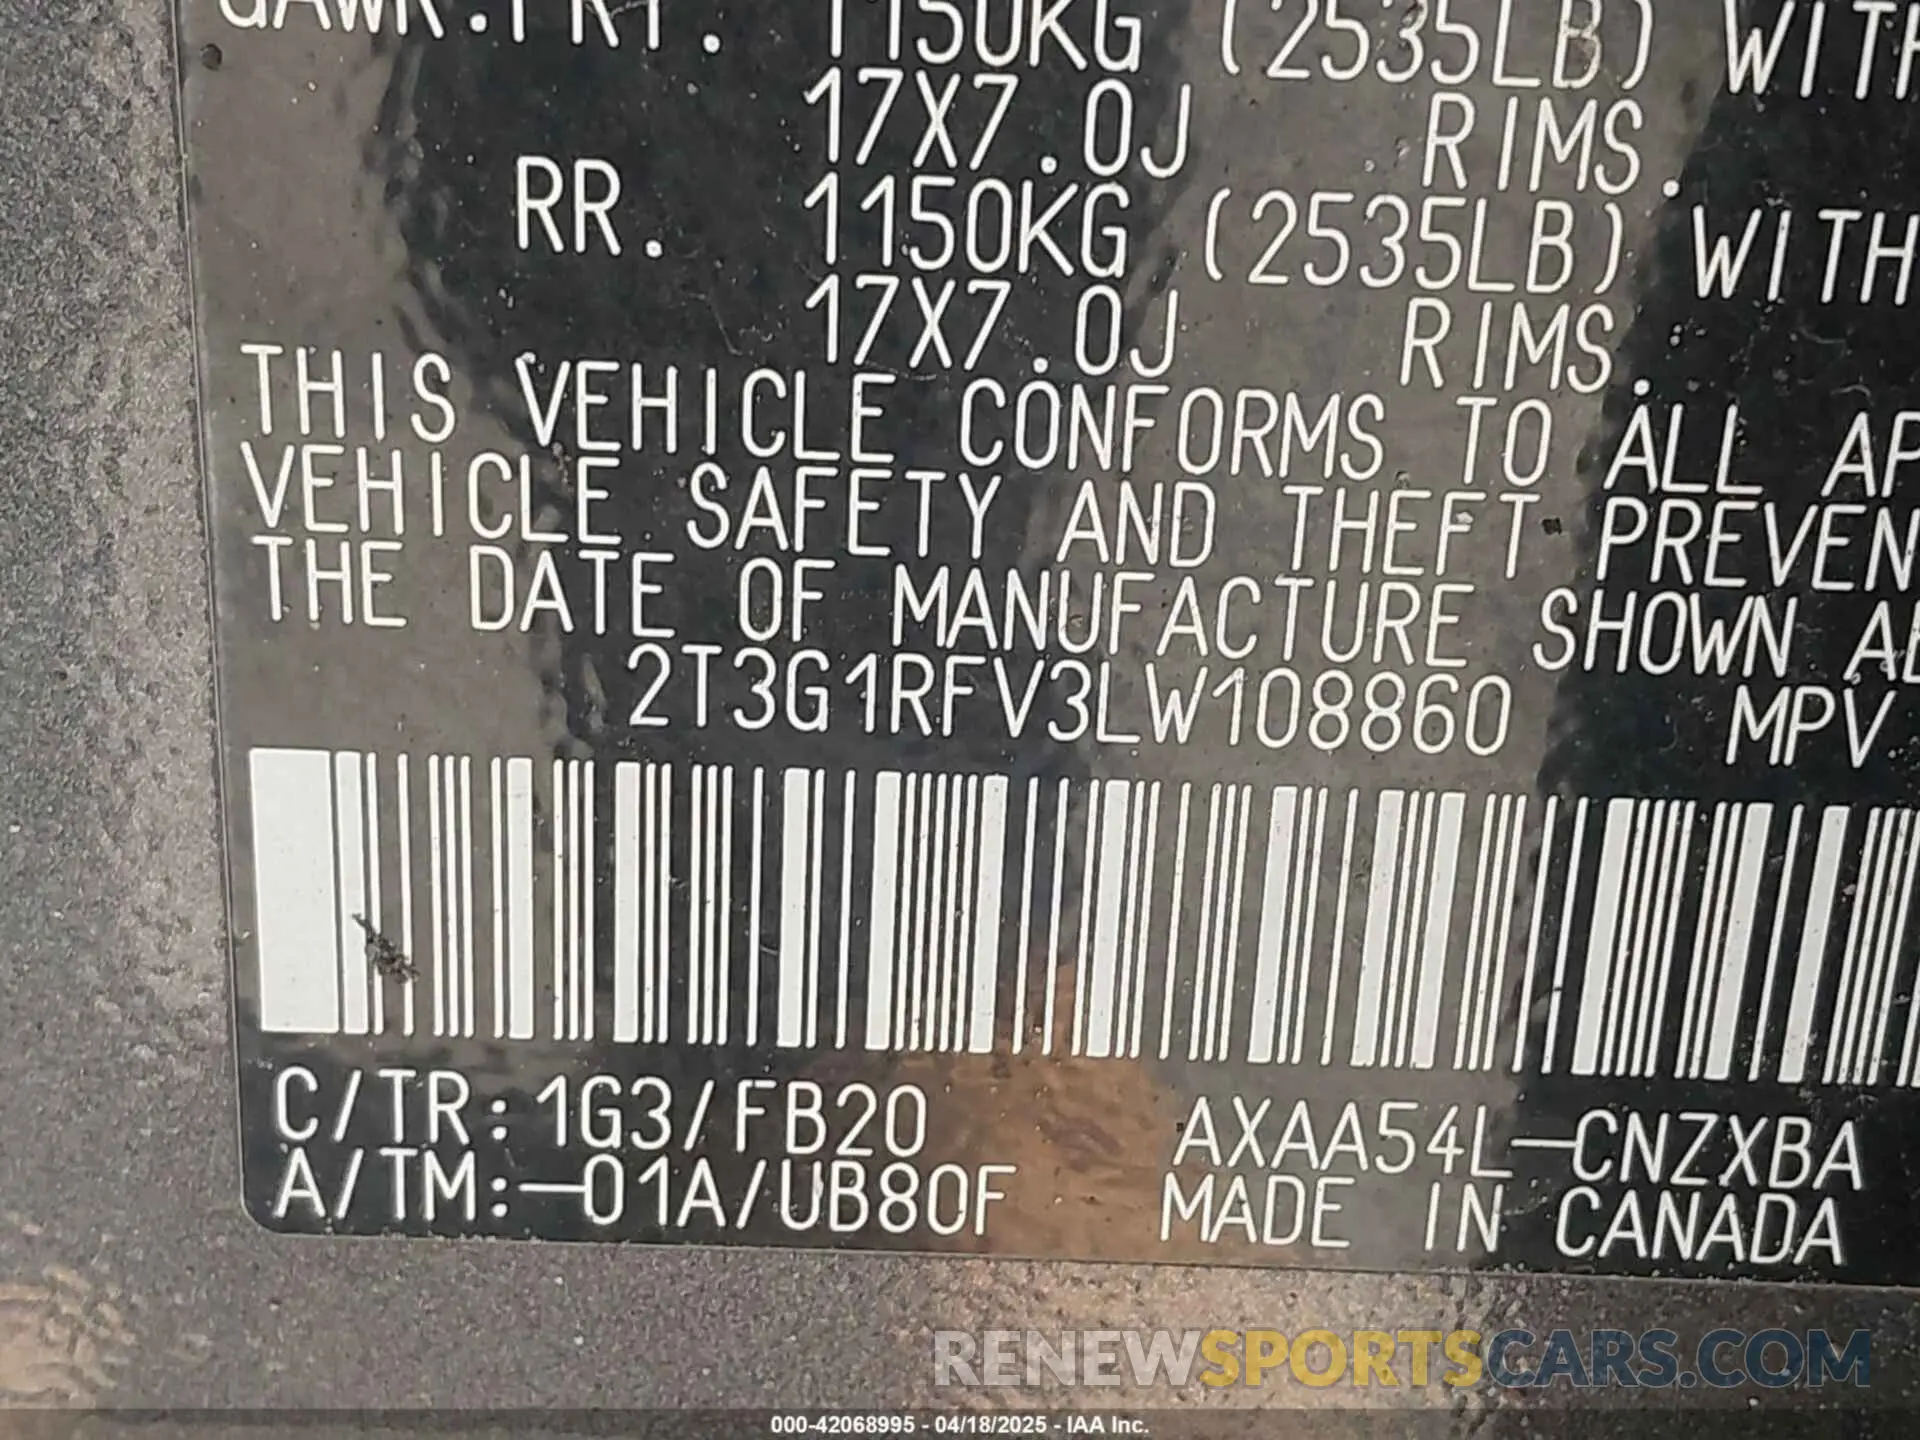 GAWR.FRT. 1150KG (2535LB) WITH
17X7.0J RIMS.
RR. 1150KG (2535LB) WITH
17X7.0J RIMS.
THIS VEHICLE CONFORMS TO ALL AP
VEHICLE SAFETY AND THEFT PREVEN
THE DATE OF MANUFACTURE SHOWN AB
2T3G1RFV3LW108860 MPV
C/TR:1G3/FB20 AXAA54L-CNZXBA
A/TM:-01A/UB80F MADE IN CANADA
RENEWSPORTSCARS.COM
000-42068995 - 04/18/2025 - IAA Inc.